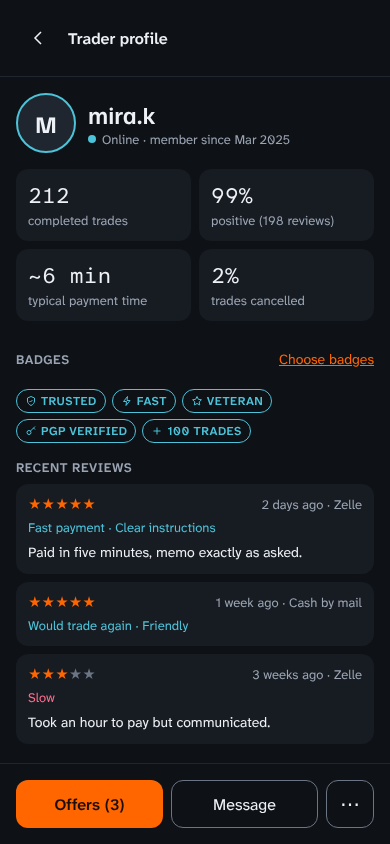 Trader profile
M
mira.k
Online · member since Mar 2025
212
completed trades
99%
positive (198 reviews)
~6 min
typical payment time
2%
trades cancelled
BADGES
Choose badges
TRUSTED
FAST
VETERAN
PGP VERIFIED
100 TRADES
RECENT REVIEWS
★★★★★ 2 days ago · Zelle
Fast payment · Clear instructions
Paid in five minutes, memo exactly as asked.
★★★★★ 1 week ago · Cash by mail
Would trade again · Friendly
★★★★★ 3 weeks ago · Zelle
Slow
Took an hour to pay but communicated.
Offers (3)
Message
⋯